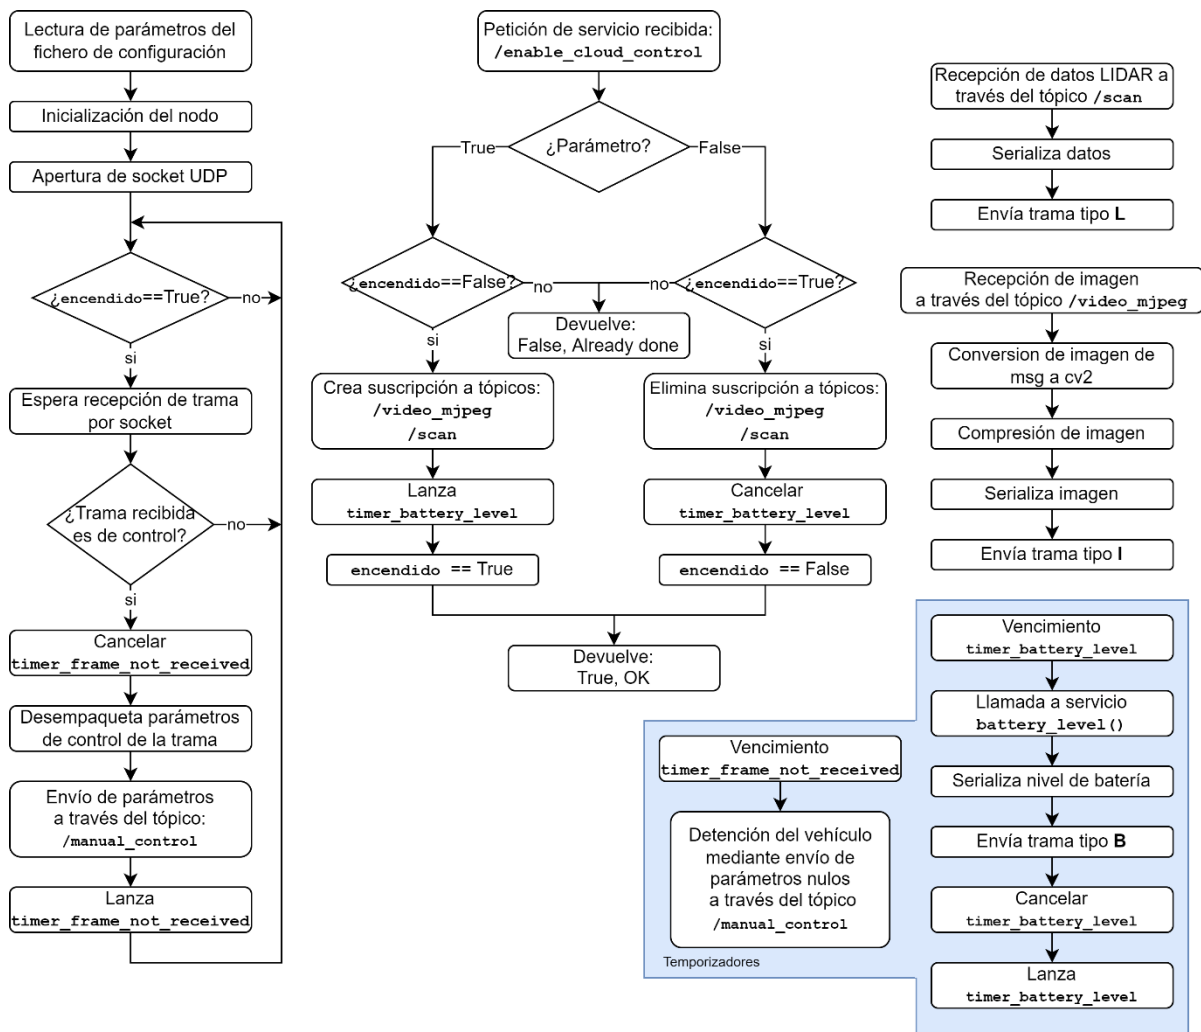 Lectura de parámetros del
fichero de configuración
Inicialización del nodo
Apertura de socket UDP
¿encendido==True?
no
si
Espera recepción de trama
por socket
¿Trama recibida
es de control?
no
si
Cancelar
timer_frame_not_received
Desempaqueta parámetros
de control de la trama
Envío de parámetros
a través del tópico:
/manual_control
Lanza
timer_frame_not_received
Petición de servicio recibida:
/enable_cloud_control
¿Parámetro?
True
False
¿encendido==False?
no
no
¿encendido==True?
Devuelve:
False, Already done
si
si
Crea suscripción a tópicos:
/video_mjpeg
/scan
Lanza
timer_battery_level
encendido == True
Elimina suscripción a tópicos:
/video_mjpeg
/scan
Cancelar
timer_battery_level
encendido == False
Devuelve:
True, OK
Recepción de datos LIDAR a
través del tópico /scan
Serializa datos
Envía trama tipo L
Recepción de imagen
a través del tópico /video_mjpeg
Conversion de imagen de
msg a cv2
Compresión de imagen
Serializa imagen
Envía trama tipo I
Vencimiento
timer_frame_not_received
Detención del vehículo
mediante envío de
parámetros nulos
a través del tópico
/manual_control
Temporizadores
Vencimiento
timer_battery_level
Llamada a servicio
battery_level()
Serializa nivel de batería
Envía trama tipo B
Cancelar
timer_battery_level
Lanza
timer_battery_level